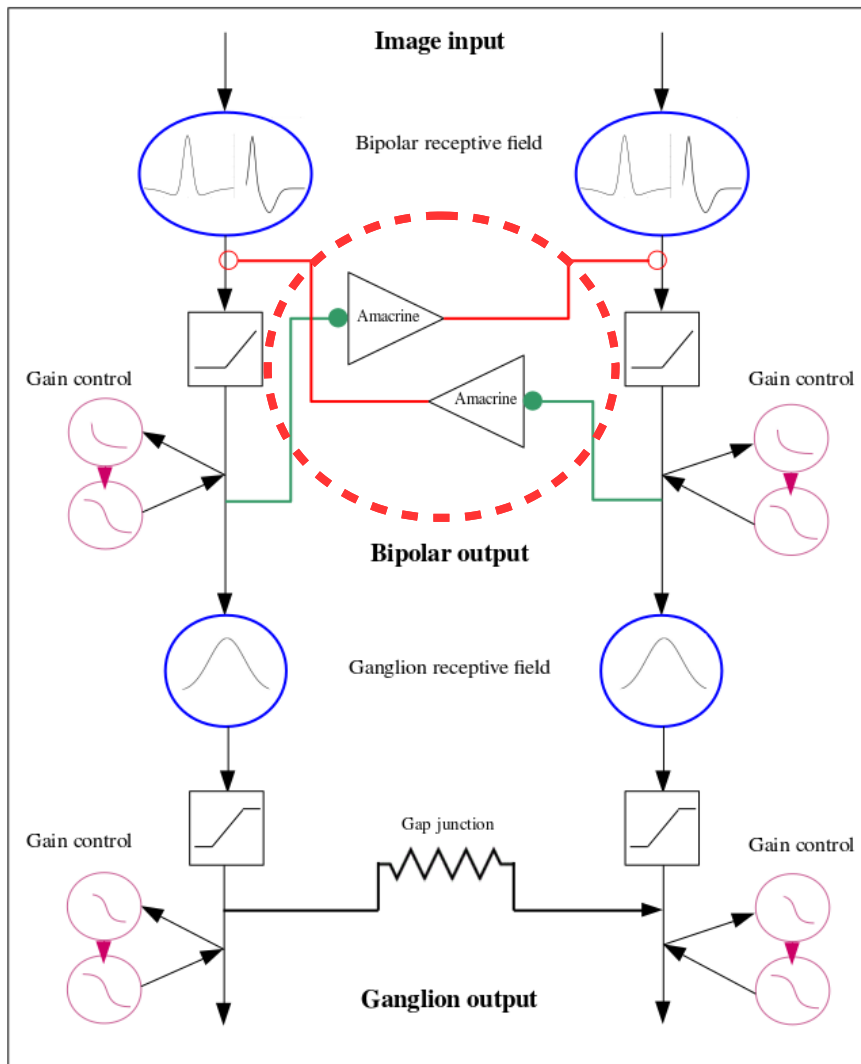 Image input
Bipolar receptive field
Amacrine
Amacrine
Gain control
Gain control
Bipolar output
Ganglion receptive field
Gap junction
Gain control
Gain control
Ganglion output